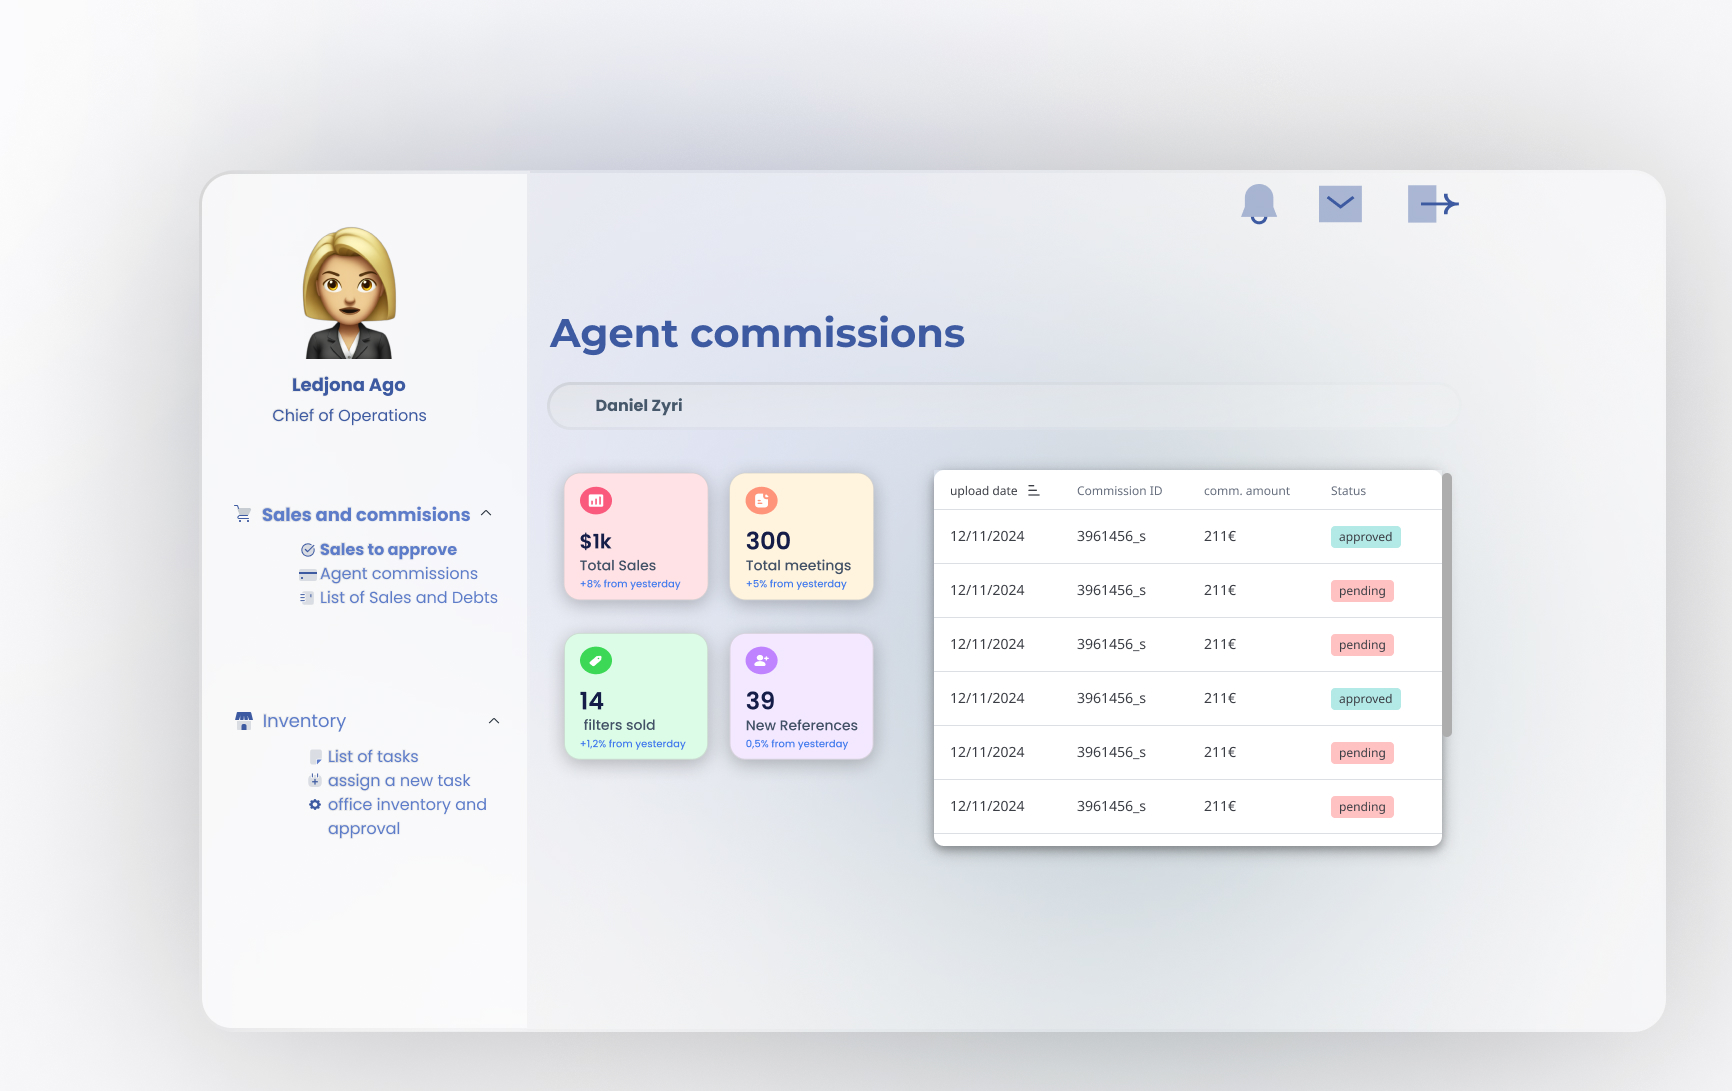 Ledjona Ago
Chief of Operations
Sales and commisions
Sales to approve
Agent commissions
List of Sales and Debts
Inventory
List of tasks
assign a new task
office inventory and
approval
Agent commissions
Daniel Zyri
$1k
Total Sales
+8% from yesterday
300
Total meetings
+5% from yesterday
14
filters sold
+1,2% from yesterday
39
New References
0,5% from yesterday
upload date Commission ID comm. amount Status
12/11/2024 3961456_s 211€ approved
12/11/2024 3961456_s 211€ pending
12/11/2024 3961456_s 211€ pending
12/11/2024 3961456_s 211€ approved
12/11/2024 3961456_s 211€ pending
12/11/2024 3961456_s 211€ pending